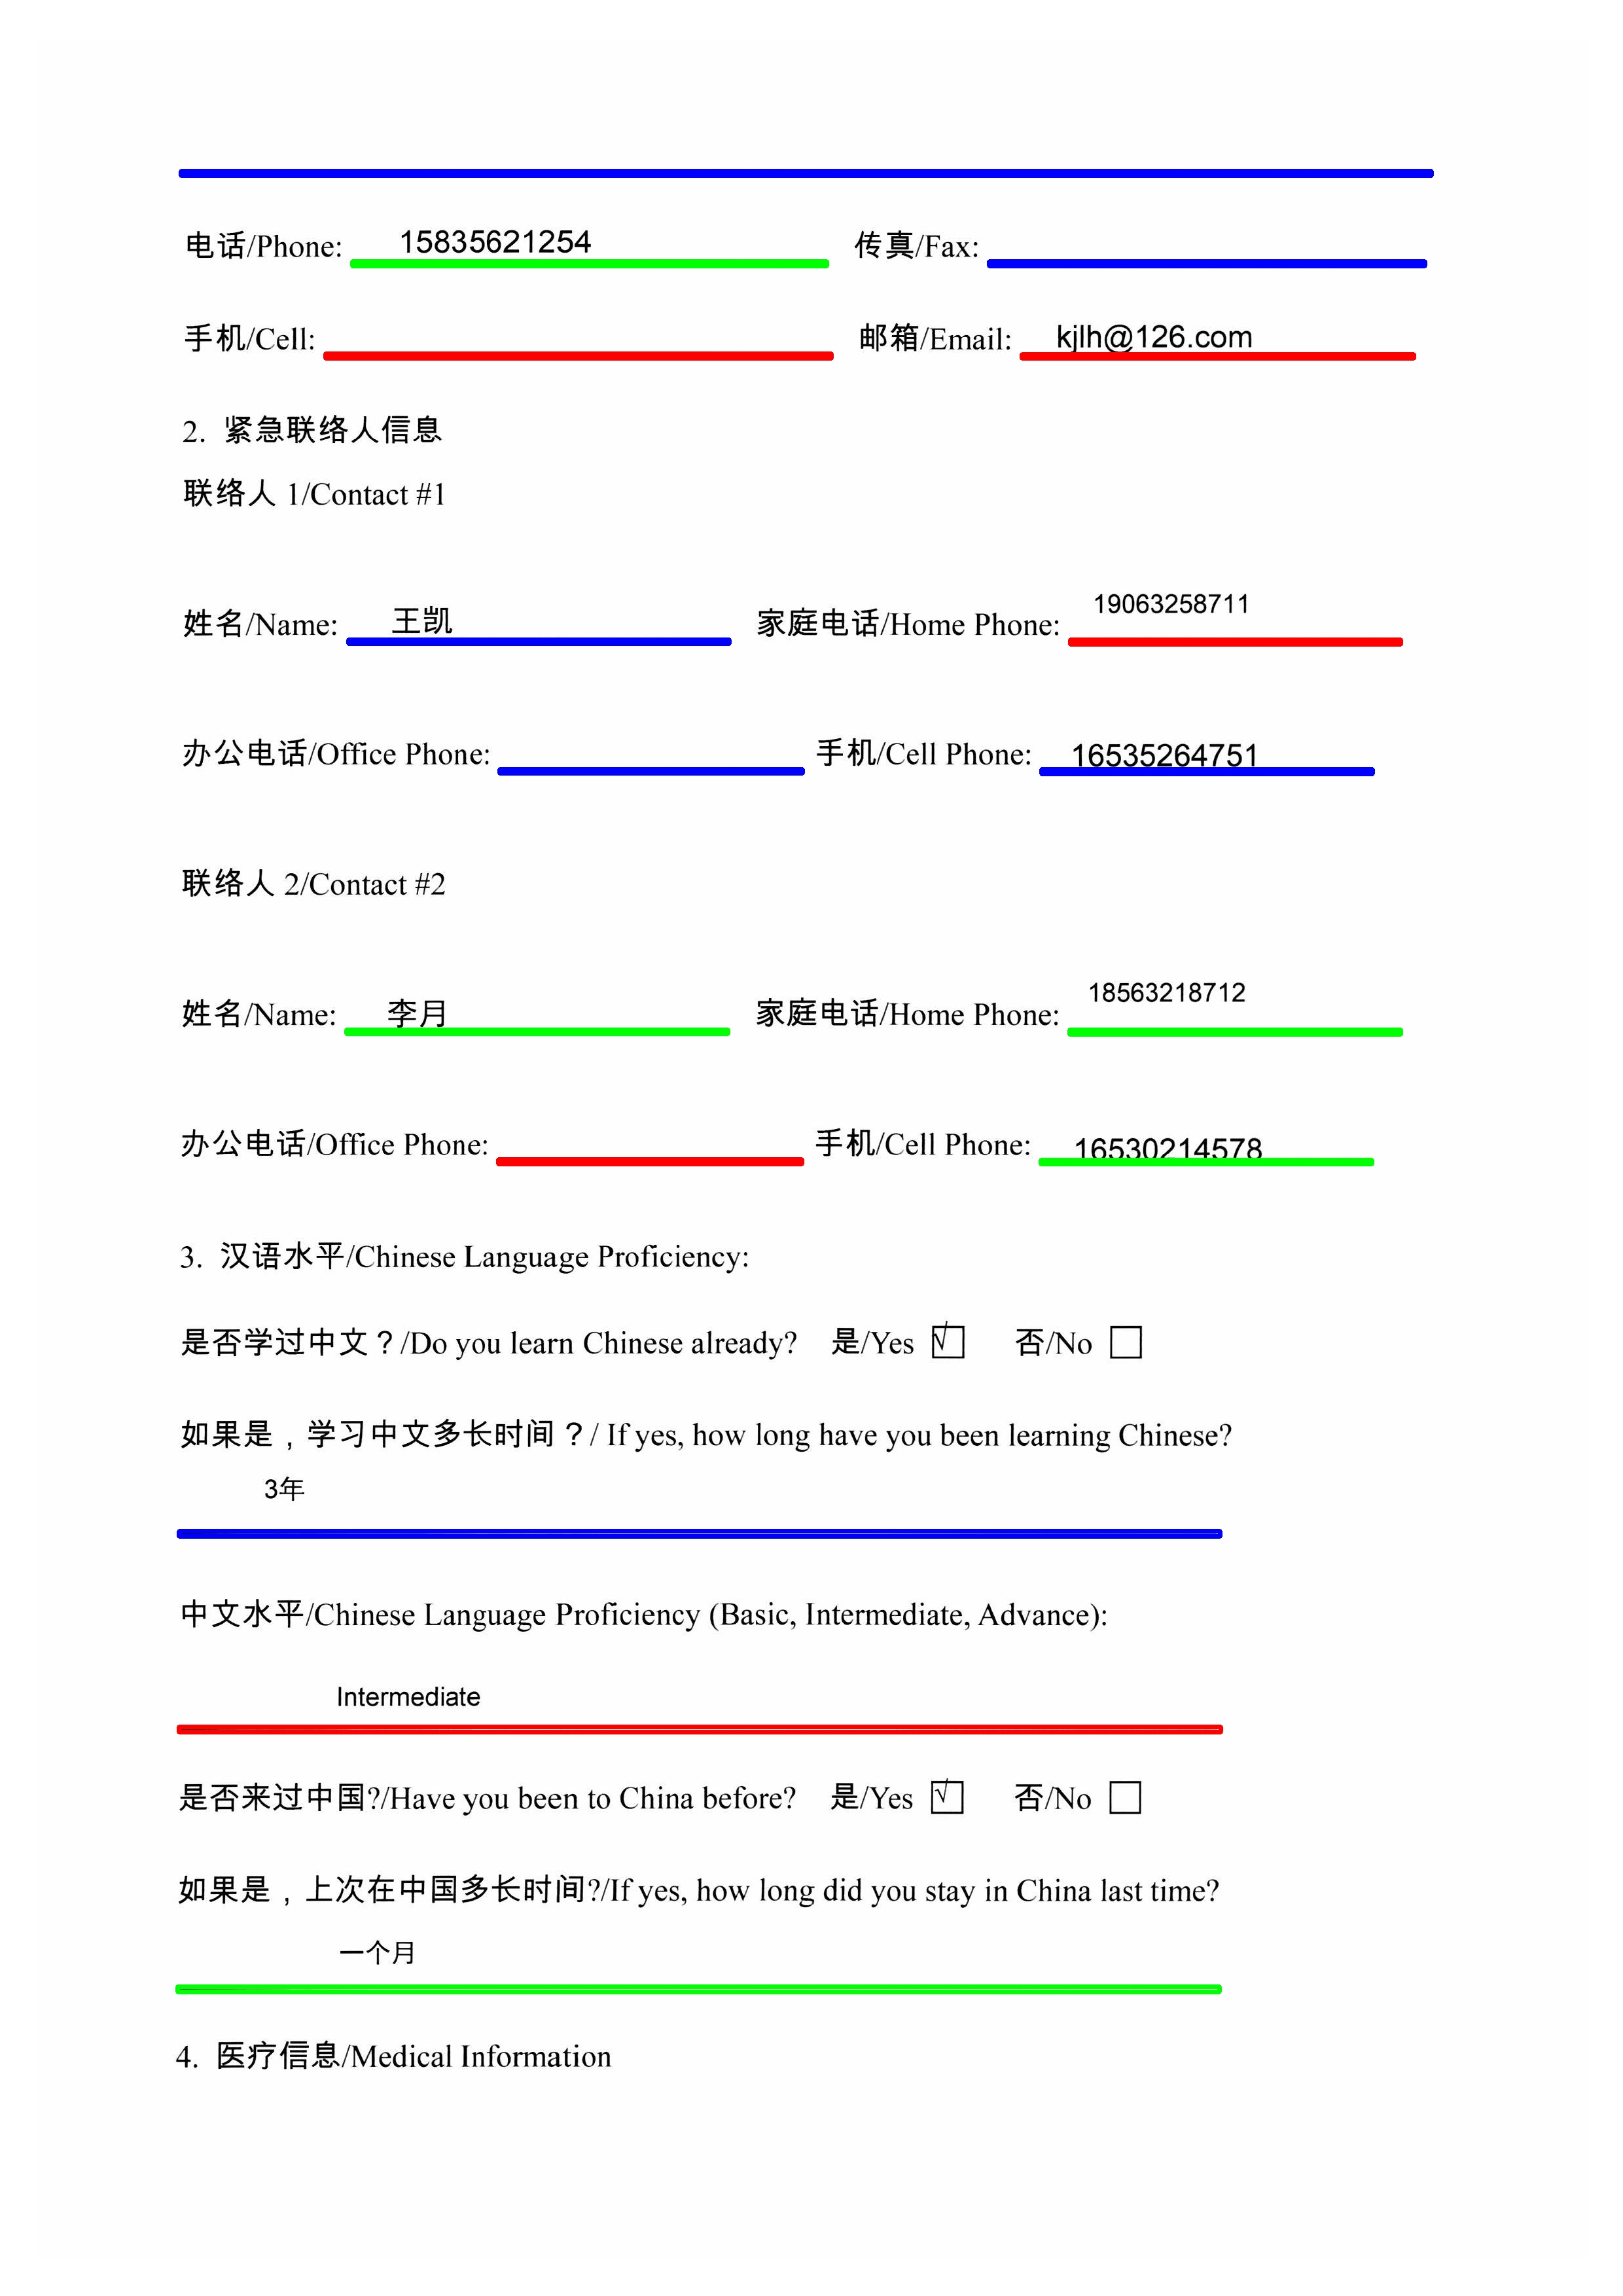 电话/Phone: 15835621254 传真/Fax:
手机/Cell: 邮箱/Email: kjlh@126.com
2. 紧急联络人信息
联络人 1/Contact #1
姓名/Name: 王凯 家庭电话/Home Phone: 19063258711
办公电话/Office Phone: 手机/Cell Phone: 16535264751
联络人 2/Contact #2
姓名/Name: 李月 家庭电话/Home Phone: 18563218712
办公电话/Office Phone: 手机/Cell Phone: 16530214578
3. 汉语水平/Chinese Language Proficiency:
是否学过中文？/Do you learn Chinese already? 是/Yes √ 否/No
如果是，学习中文多长时间？/ If yes, how long have you been learning Chinese?
3年
中文水平/Chinese Language Proficiency (Basic, Intermediate, Advance):
Intermediate
是否来过中国?/Have you been to China before? 是/Yes √ 否/No
如果是，上次在中国多长时间?/If yes, how long did you stay in China last time?
一个月
4. 医疗信息/Medical Information